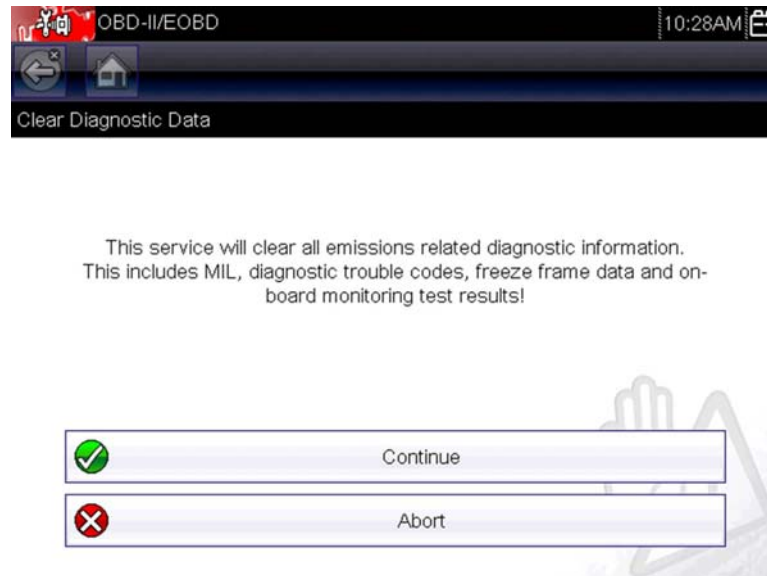 OBD-II/EOBD
10:28AM
Clear Diagnostic Data
This service will clear all emissions related diagnostic information.
This includes MIL, diagnostic trouble codes, freeze frame data and on-
board monitoring test results!
Continue
Abort